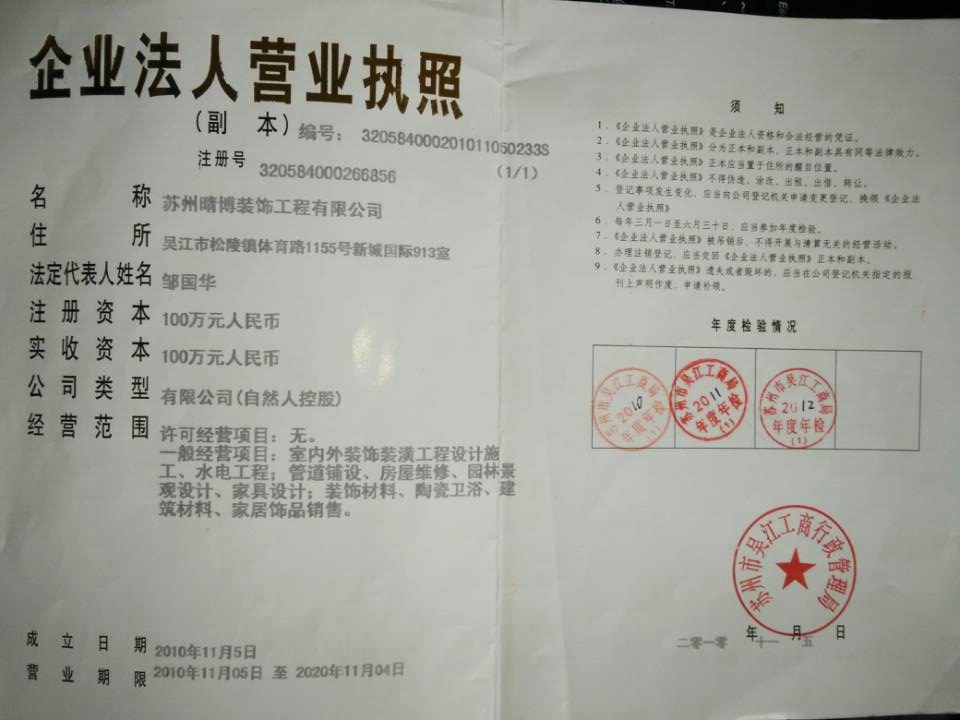 企业法人营业执照
（副 本）编号： 320584000201011050233S
注册号 320584000266856 （1/1）
名称 苏州晴博装饰工程有限公司
住所 吴江市松陵镇体育路1155号新城国际913室
法定代表人姓名 邹国华
注册资本 100万元人民币
实收资本 100万元人民币
公司类型 有限公司(自然人控股)
经营范围 许可经营项目：无。
一般经营项目：室内外装饰装潢工程设计施
工、水电工程；管道铺设、房屋维修、园林景
观设计、家具设计；装饰材料、陶瓷卫浴、建
筑材料、家居饰品销售。
成立日期 2010年11月5日
营业期限 2010年11月05日 至 2020年11月04日
须 知
1．《企业法人营业执照》是企业法人资格和合法经营的凭证。
2．《企业法人营业执照》分为正本和副本，正本和副本具有同等法律效力。
3．《企业法人营业执照》正本应当置于住所的醒目位置。
4．《企业法人营业执照》不得伪造、涂改、出租、出借、转让。
5．登记事项发生变化，应当向公司登记机关申请变更登记，换领《企业法
人营业执照》
6．每年三月一日至六月三十日，应当参加年度检验。
7．《企业法人营业执照》被吊销后，不得开展与清算无关的经营活动。
8．办理注销登记，应当交回《企业法人营业执照》正本和副本。
9．《企业法人营业执照》遗失或者毁坏的，应当在公司登记机关指定的报
刊上声明作废，申请补领。
年度检验情况
苏州市吴江工商局
2010
年度年检
(1)
苏州市吴江工商局
2011
年度年检
(1)
苏州市吴江工商局
2012
年度年检
(1)
苏州市吴江工商行政管理局
二零一零 年 十一 月 五 日